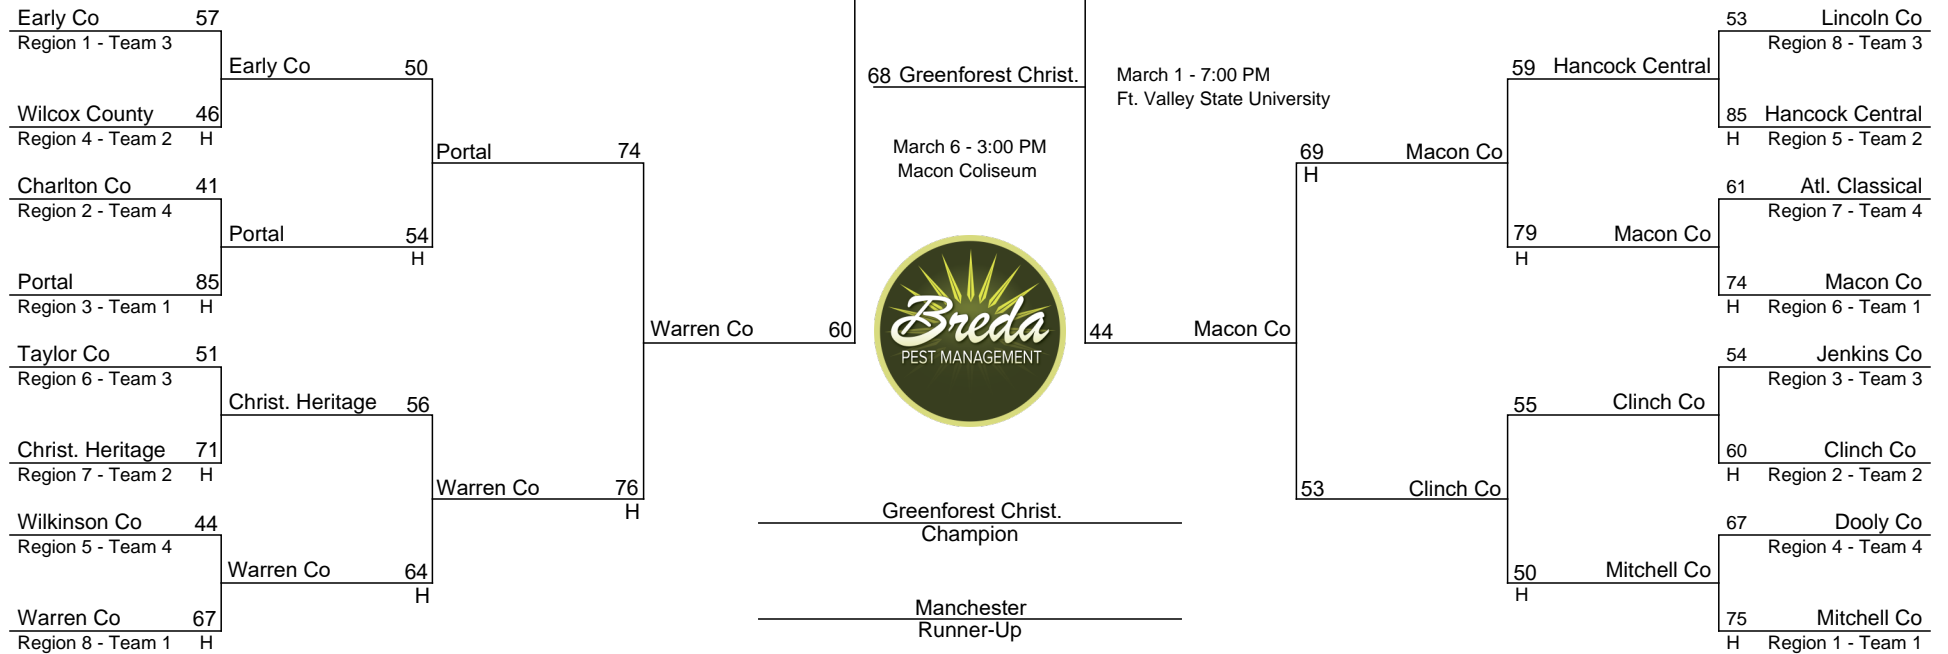 Early Co 57
Region 1 - Team 3
Early Co 50
Wilcox County 46
Region 4 - Team 2 H
Portal 74
Charlton Co 41
Region 2 - Team 4
Portal 54
H
Portal 85
Region 3 - Team 1 H
Warren Co 60
Taylor Co 51
Region 6 - Team 3
Christ. Heritage 56
Christ. Heritage 71
Region 7 - Team 2 H
Warren Co 76
H
Wilkinson Co 44
Region 5 - Team 4
Warren Co 64
H
Warren Co 67
Region 8 - Team 1 H
68 Greenforest Christ.
March 1 - 7:00 PM
Ft. Valley State University
March 6 - 3:00 PM
Macon Coliseum
Breda
PEST MANAGEMENT
Greenforest Christ.
Champion
Manchester
Runner-Up
53 Lincoln Co
Region 8 - Team 3
59 Hancock Central
85 Hancock Central
H Region 5 - Team 2
69 Macon Co
H
61 Atl. Classical
Region 7 - Team 4
79 Macon Co
H
74 Macon Co
H Region 6 - Team 1
44 Macon Co
54 Jenkins Co
Region 3 - Team 3
55 Clinch Co
60 Clinch Co
H Region 2 - Team 2
53 Clinch Co
67 Dooly Co
Region 4 - Team 4
50 Mitchell Co
H
75 Mitchell Co
H Region 1 - Team 1